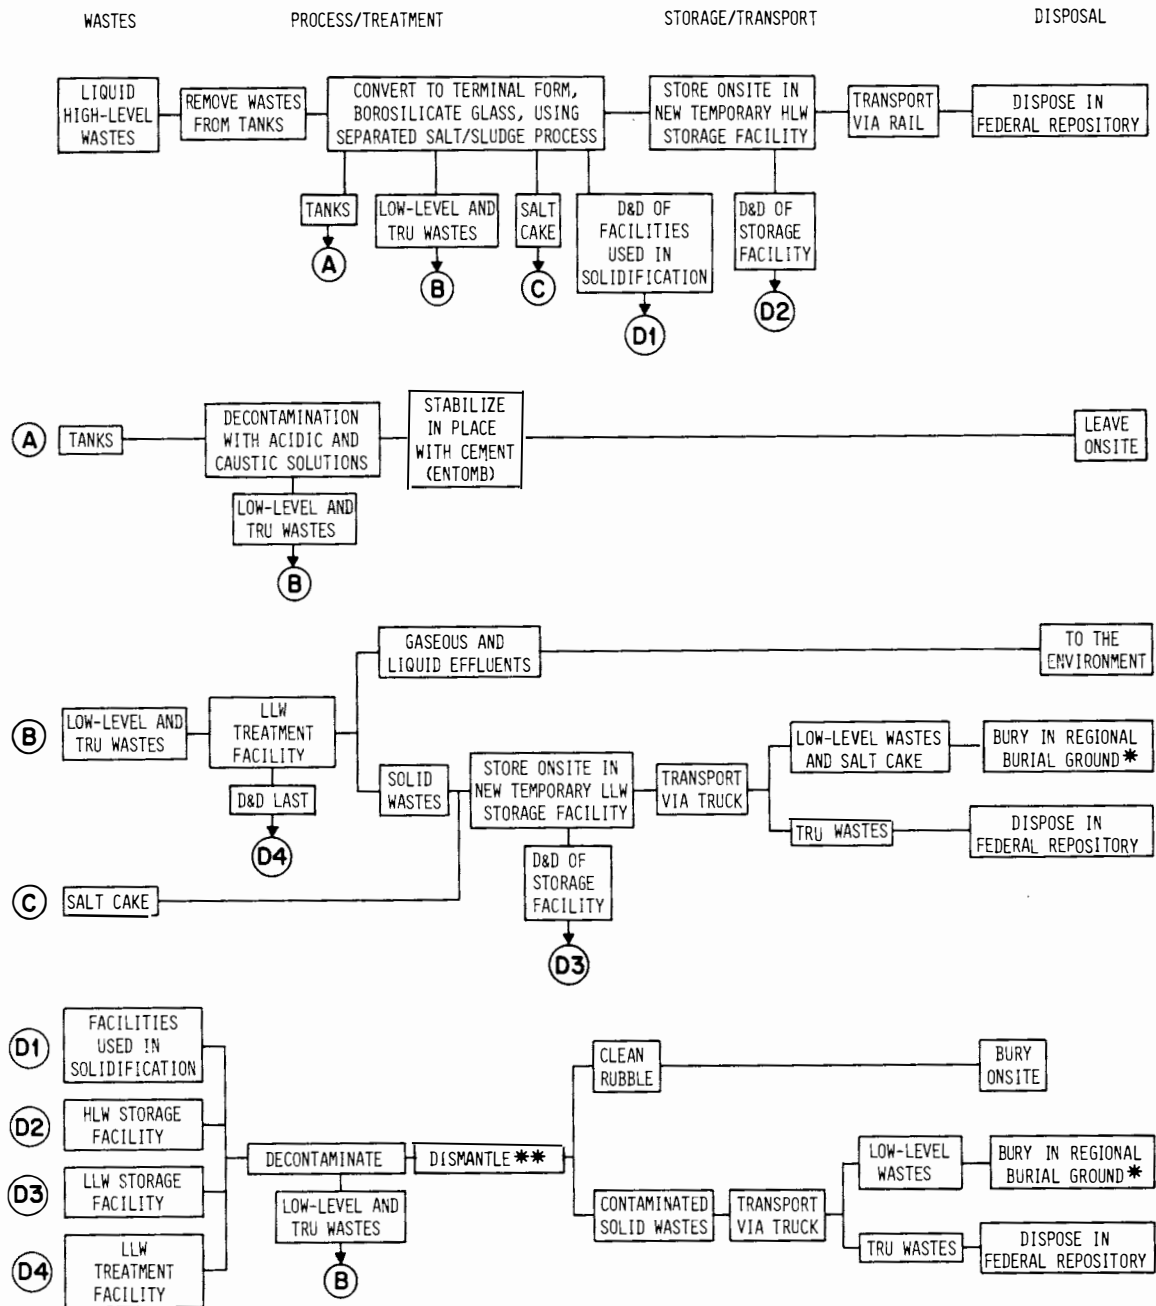 WASTES
PROCESS/TREATMENT
STORAGE/TRANSPORT
DISPOSAL
LIQUID
HIGH-LEVEL
WASTES
REMOVE WASTES
FROM TANKS
CONVERT TO TERMINAL FORM,
BOROSILICATE GLASS, USING
SEPARATED SALT/SLUDGE PROCESS
STORE ONSITE IN
NEW TEMPORARY HLW
STORAGE FACILITY
TRANSPORT
VIA RAIL
DISPOSE IN
FEDERAL REPOSITORY
TANKS
A
LOW-LEVEL AND
TRU WASTES
B
SALT
CAKE
C
D&D OF
FACILITIES
USED IN
SOLIDIFICATION
D1
D&D OF
STORAGE
FACILITY
D2
A
TANKS
DECONTAMINATION
WITH ACIDIC AND
CAUSTIC SOLUTIONS
STABILIZE
IN PLACE
WITH CEMENT
(ENTOMB)
LEAVE
ONSITE
LOW-LEVEL AND
TRU WASTES
B
GASEOUS AND
LIQUID EFFLUENTS
TO THE
ENVIRONMENT
B
LOW-LEVEL AND
TRU WASTES
LLW
TREATMENT
FACILITY
D&D LAST
D4
SOLID
WASTES
STORE ONSITE IN
NEW TEMPORARY LLW
STORAGE FACILITY
TRANSPORT
VIA TRUCK
LOW-LEVEL WASTES
AND SALT CAKE
BURY IN REGIONAL
BURIAL GROUND*
TRU WASTES
DISPOSE IN
FEDERAL REPOSITORY
D&D OF
STORAGE
FACILITY
D3
C
SALT CAKE
D1
FACILITIES
USED IN
SOLIDIFICATION
D2
HLW STORAGE
FACILITY
D3
LLW STORAGE
FACILITY
D4
LLW
TREATMENT
FACILITY
DECONTAMINATE
LOW-LEVEL AND
TRU WASTES
B
DISMANTLE**
CLEAN
RUBBLE
BURY
ONSITE
CONTAMINATED
SOLID WASTES
TRANSPORT
VIA TRUCK
LOW-LEVEL
WASTES
BURY IN REGIONAL
BURIAL GROUND*
TRU WASTES
DISPOSE IN
FEDERAL REPOSITORY